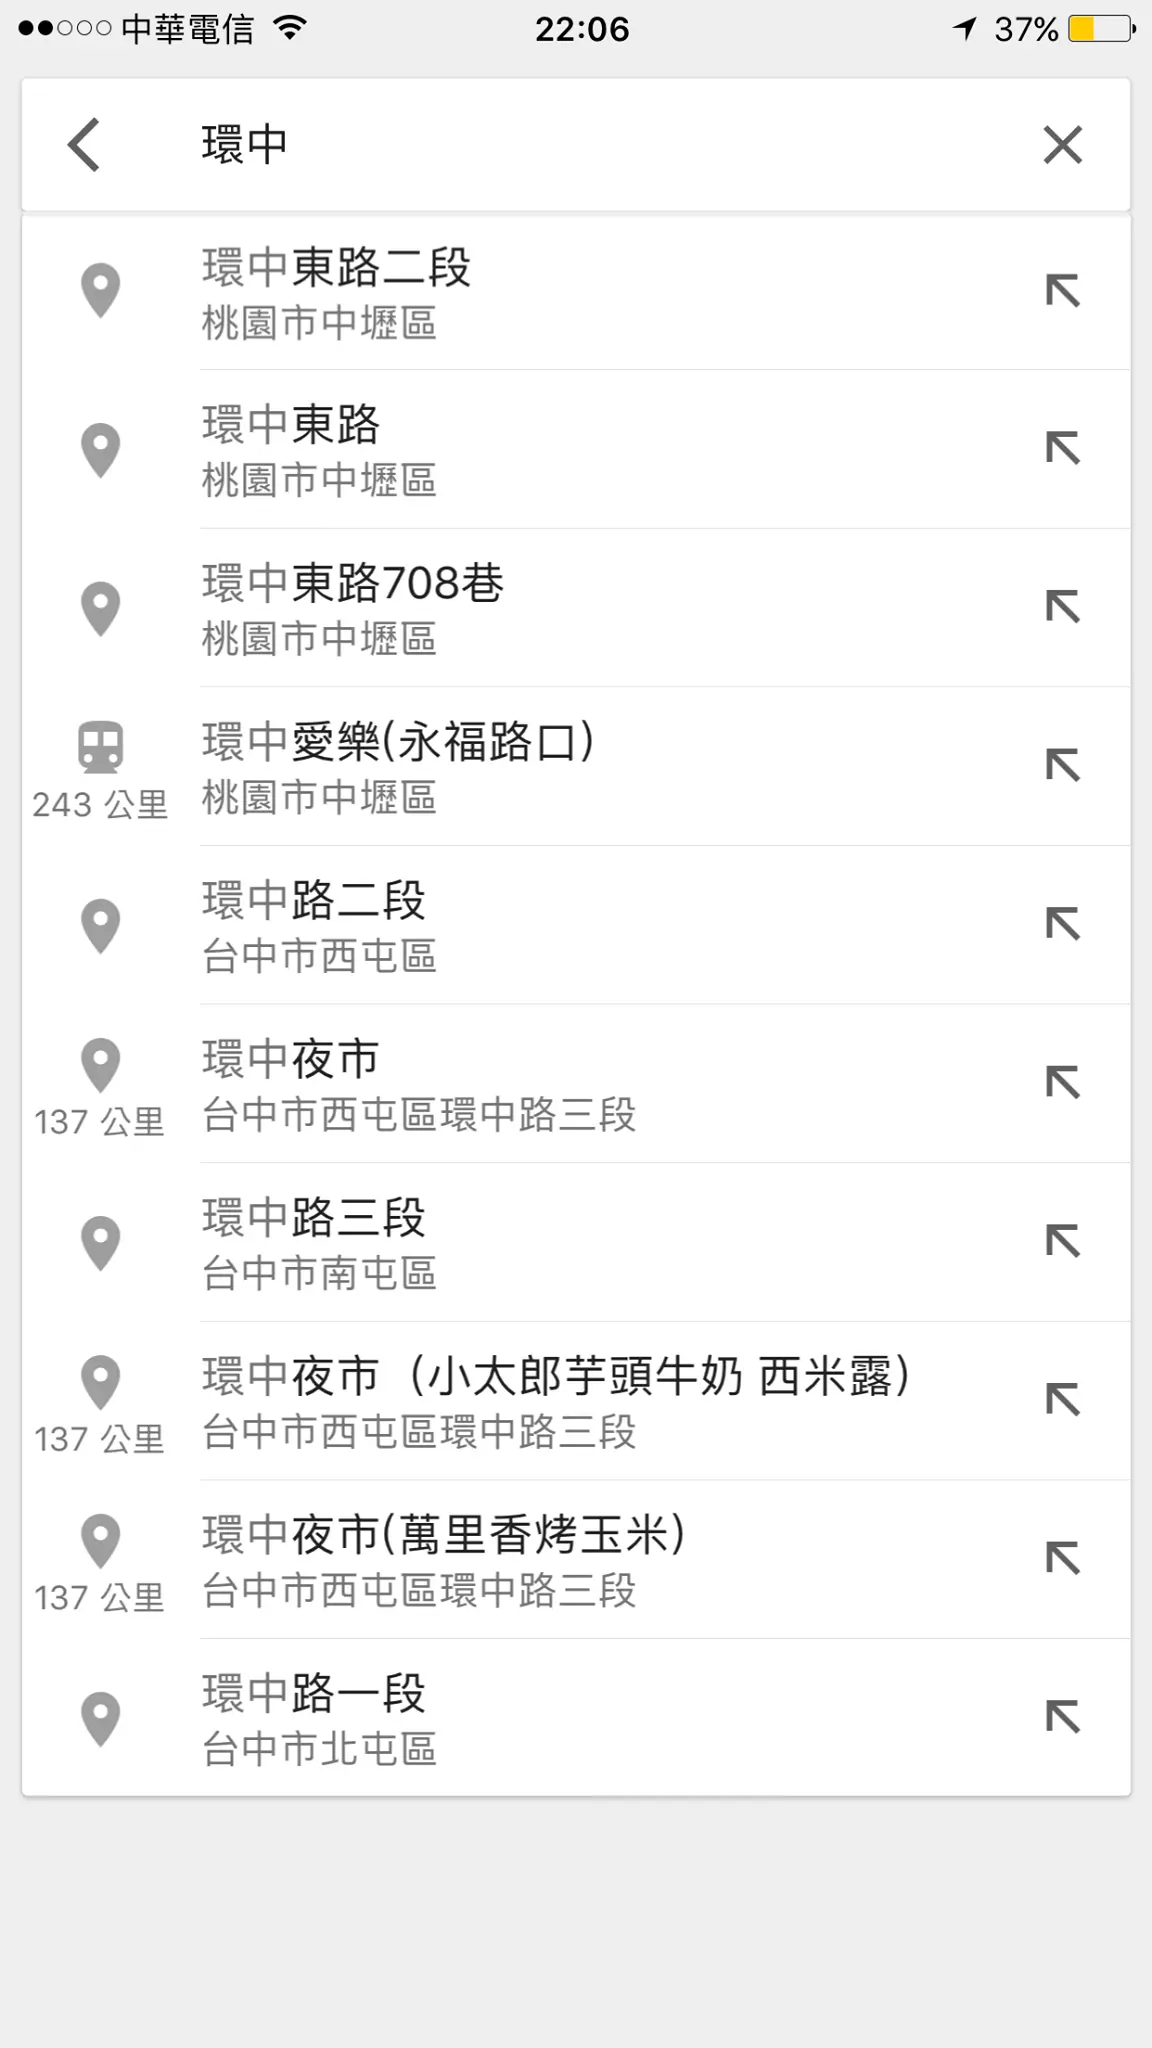 中華電信 22:06 37%
環中
環中東路二段
桃園市中壢區
環中東路
桃園市中壢區
環中東路708巷
桃園市中壢區
環中愛樂(永福路口)
243 公里 桃園市中壢區
環中路二段
台中市西屯區
環中夜市
137 公里 台中市西屯區環中路三段
環中路三段
台中市南屯區
環中夜市（小太郎芋頭牛奶 西米露）
137 公里 台中市西屯區環中路三段
環中夜市(萬里香烤玉米)
137 公里 台中市西屯區環中路三段
環中路一段
台中市北屯區